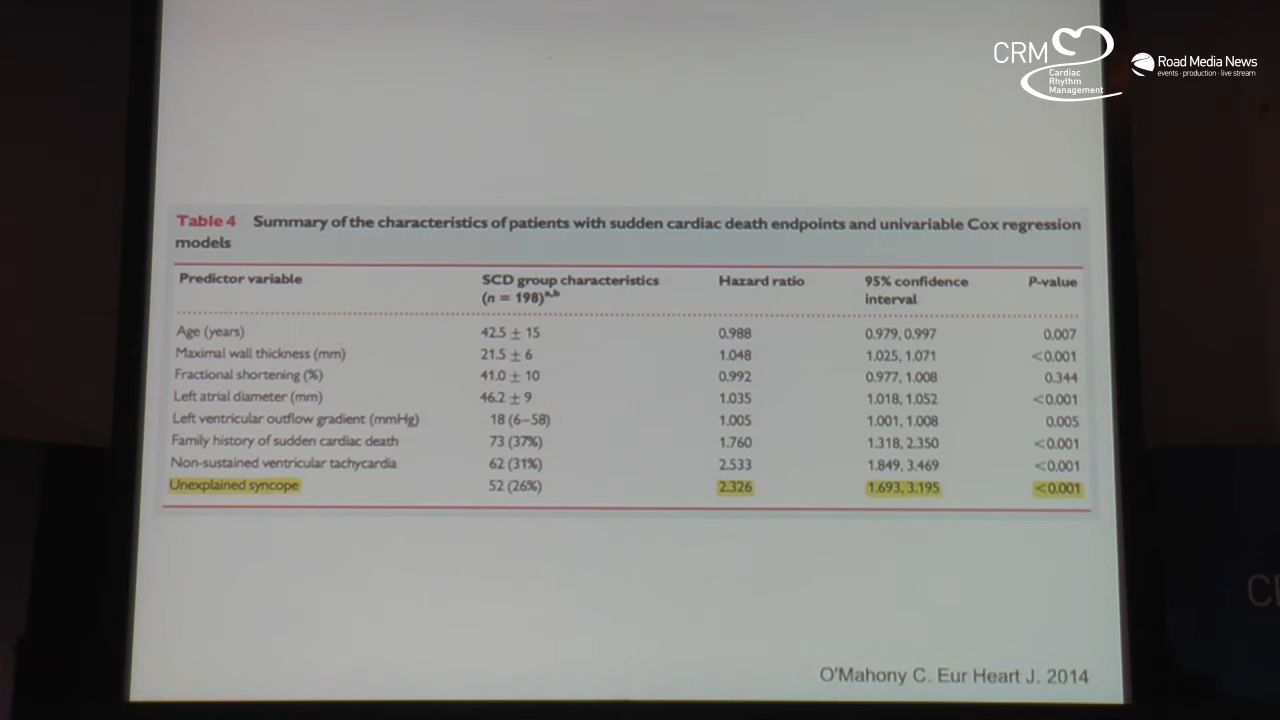 CRM
Cardiac
Rhythm
Management
Road Media News
events · production · live stream
Table 4 Summary of the characteristics of patients with sudden cardiac death endpoints and univariable Cox regression
models
Predictor variable SCD group characteristics Hazard ratio 95% confidence P-value
(n = 198)a,b interval
Age (years) 42.5 ± 15 0.988 0.979, 0.997 0.007
Maximal wall thickness (mm) 21.5 ± 6 1.048 1.025, 1.071 <0.001
Fractional shortening (%) 41.0 ± 10 0.992 0.977, 1.008 0.344
Left atrial diameter (mm) 46.2 ± 9 1.035 1.018, 1.052 <0.001
Left ventricular outflow gradient (mmHg) 18 (6–58) 1.005 1.001, 1.008 0.005
Family history of sudden cardiac death 73 (37%) 1.760 1.318, 2.350 <0.001
Non-sustained ventricular tachycardia 62 (31%) 2.533 1.849, 3.469 <0.001
Unexplained syncope 52 (26%) 2.326 1.693, 3.195 <0.001
O'Mahony C. Eur Heart J. 2014